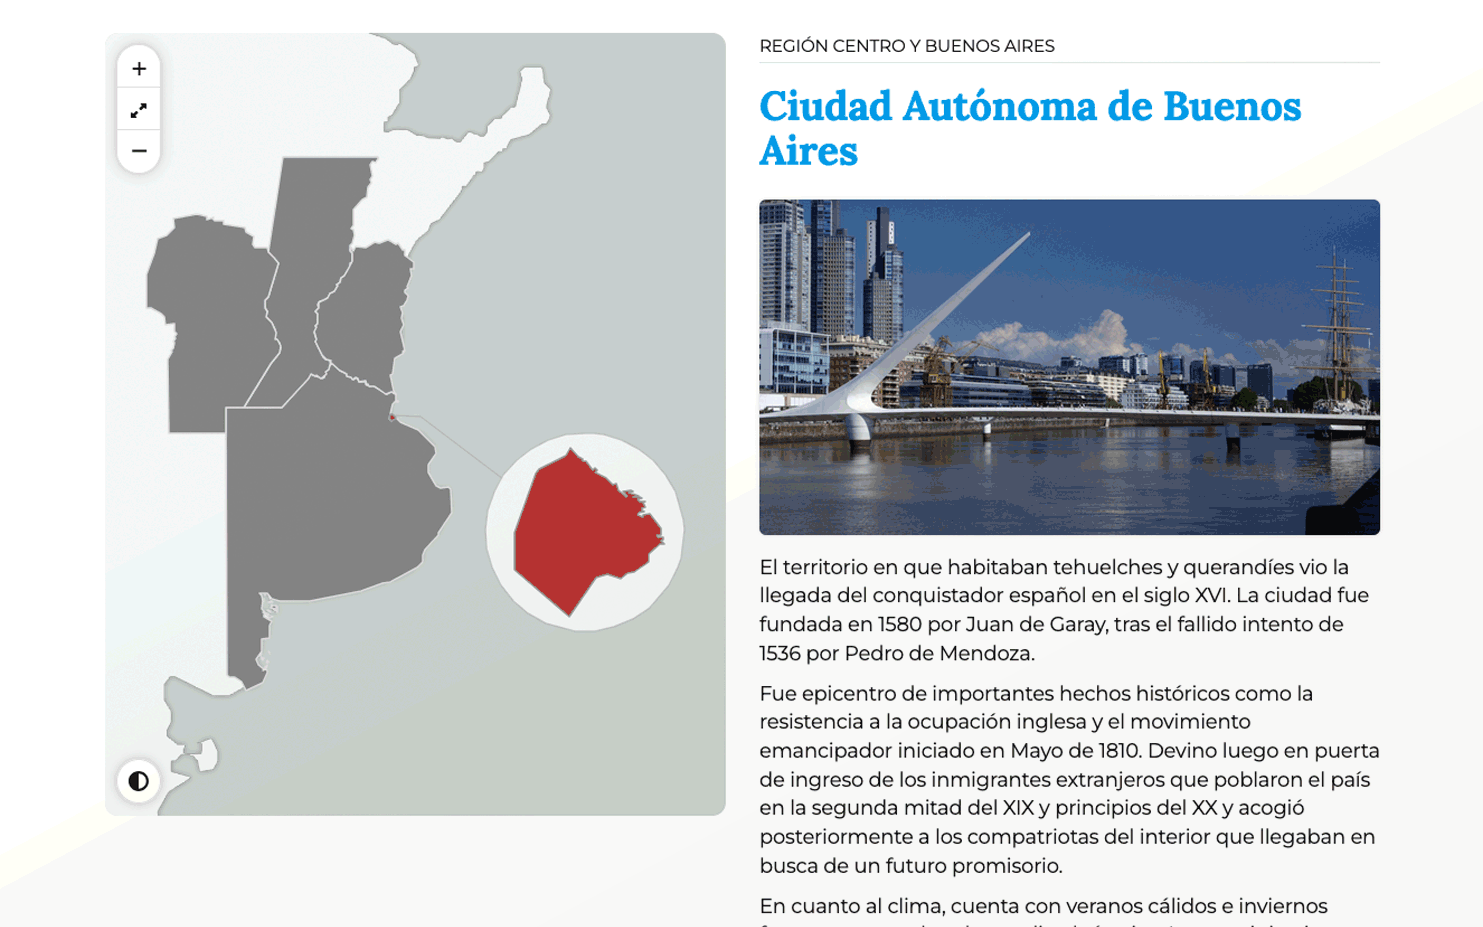 REGIÓN CENTRO Y BUENOS AIRES
Ciudad Autónoma de Buenos
Aires
El territorio en que habitaban tehuelches y querandíes vio la
llegada del conquistador español en el siglo XVI. La ciudad fue
fundada en 1580 por Juan de Garay, tras el fallido intento de
1536 por Pedro de Mendoza.
Fue epicentro de importantes hechos históricos como la
resistencia a la ocupación inglesa y el movimiento
emancipador iniciado en Mayo de 1810. Devino luego en puerta
de ingreso de los inmigrantes extranjeros que poblaron el país
en la segunda mitad del XIX y principios del XX y acogió
posteriormente a los compatriotas del interior que llegaban en
busca de un futuro promisorio.
En cuanto al clima, cuenta con veranos cálidos e inviernos